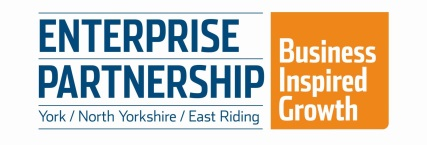 ENTERPRISE
PARTNERSHIP
York / North Yorkshire / East Riding
Business
Inspired
Growth